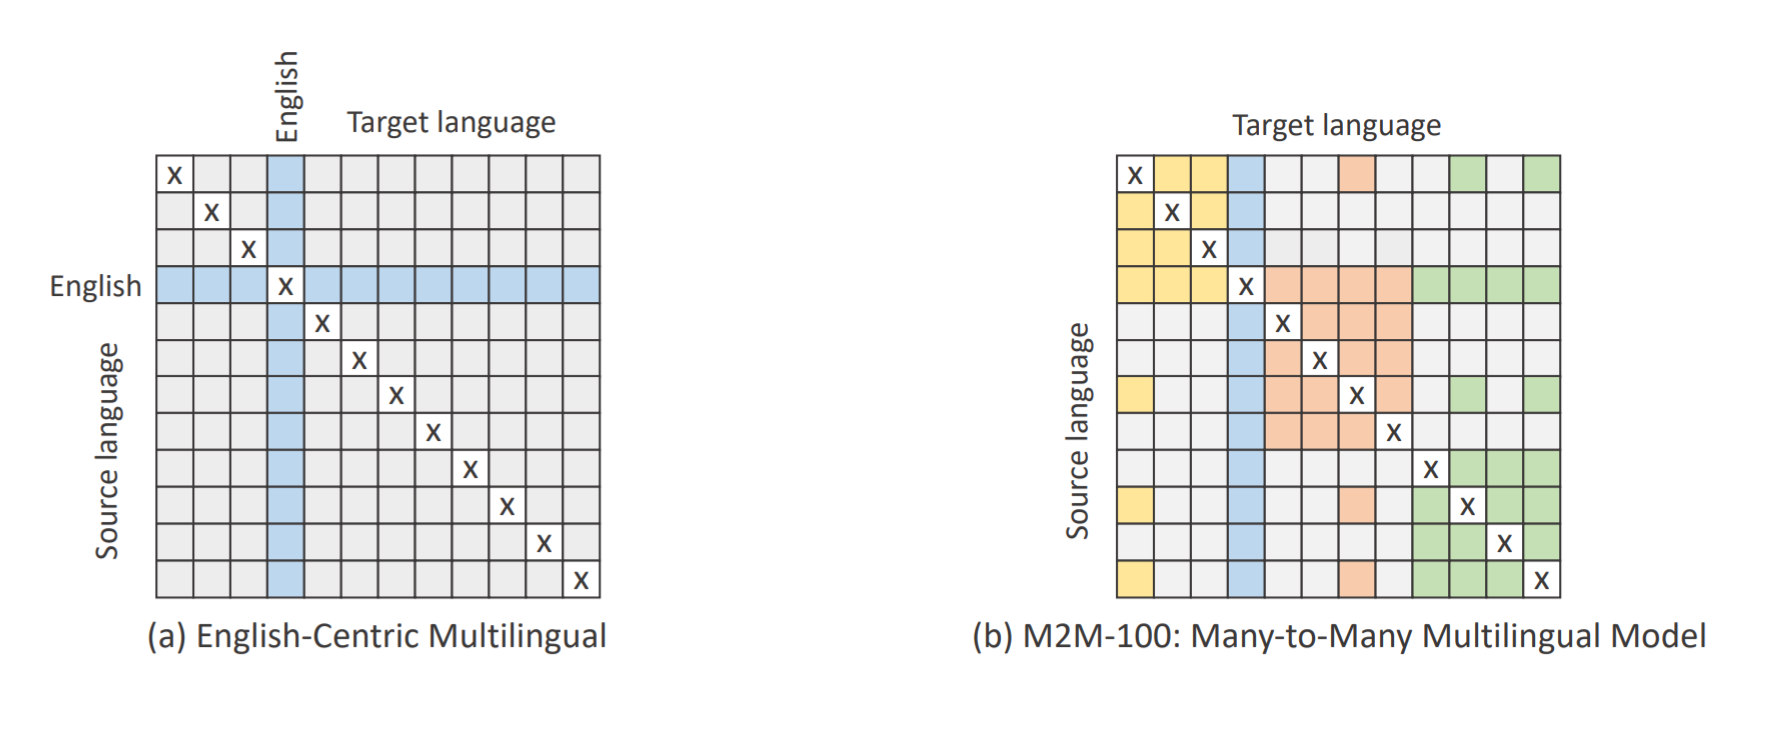 English
Target language
English
Source language
X
X
X
X
X
X
X
X
X
X
X
X
(a) English-Centric Multilingual
Target language
Source language
X
X
X
X
X
X
X
X
X
X
X
X
(b) M2M-100: Many-to-Many Multilingual Model